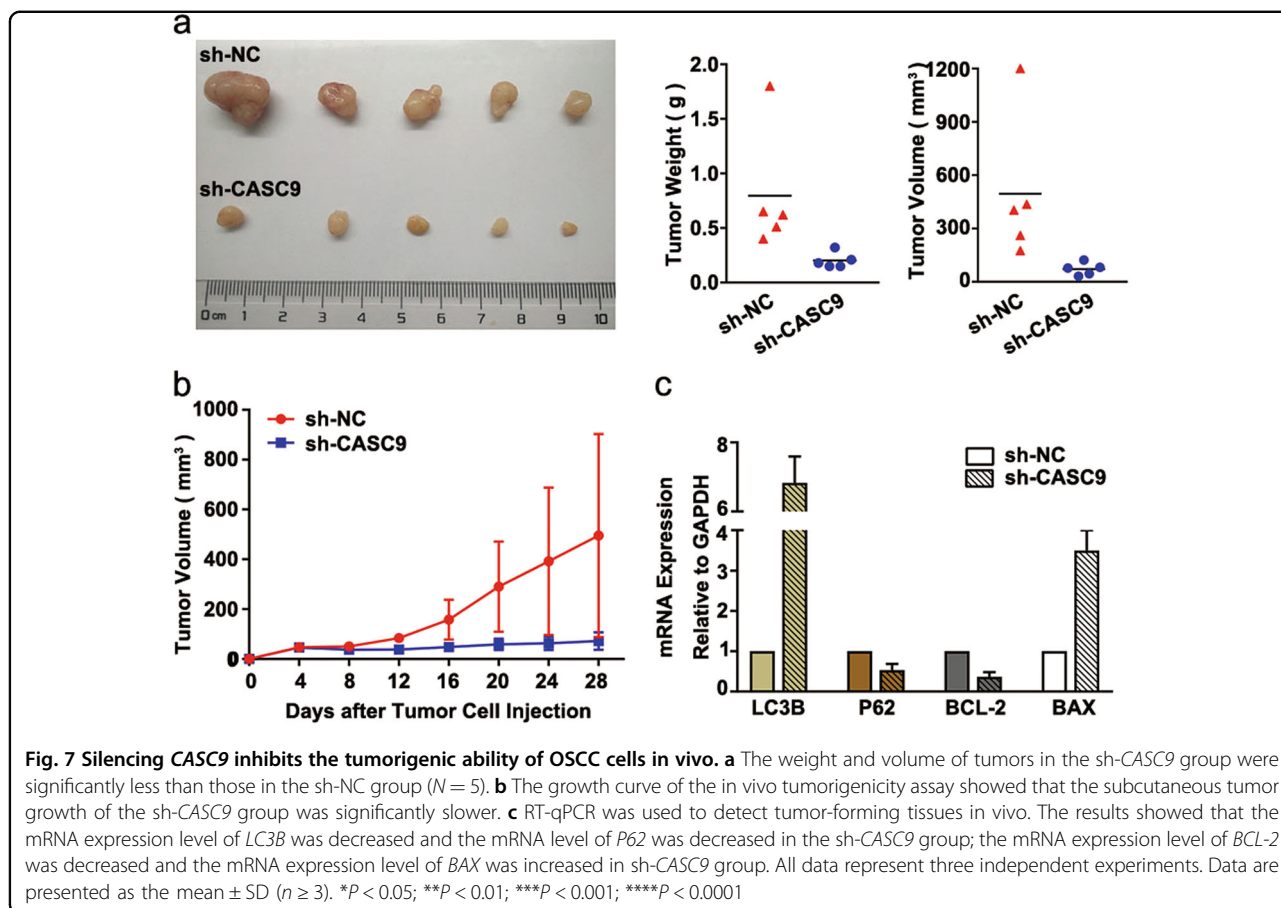 a
sh-NC
sh-CASC9
0 cm 1 2 3 4 5 6 7 8 9 10
Tumor Weight ( g )
2.0
1.5
1.0
0.5
0.0
sh-NC
sh-CASC9
Tumor Volume ( mm³ )
1200
900
600
300
0
sh-NC
sh-CASC9
b
Tumor Volume ( mm³ )
1000
800
600
400
200
0
sh-NC
sh-CASC9
0 4 8 12 16 20 24 28
Days after Tumor Cell Injection
c
mRNA Expression
Relative to GAPDH
8
6
4
3
2
1
0
sh-NC
sh-CASC9
LC3B P62 BCL-2 BAX
Fig. 7 Silencing CASC9 inhibits the tumorigenic ability of OSCC cells in vivo. a The weight and volume of tumors in the sh-CASC9 group were
significantly less than those in the sh-NC group (N = 5). b The growth curve of the in vivo tumorigenicity assay showed that the subcutaneous tumor
growth of the sh-CASC9 group was significantly slower. c RT-qPCR was used to detect tumor-forming tissues in vivo. The results showed that the
mRNA expression level of LC3B was decreased and the mRNA level of P62 was decreased in the sh-CASC9 group; the mRNA expression level of BCL-2
was decreased and the mRNA expression level of BAX was increased in sh-CASC9 group. All data represent three independent experiments. Data are
presented as the mean ± SD (n ≥ 3). *P < 0.05; **P < 0.01; ***P < 0.001; ****P < 0.0001